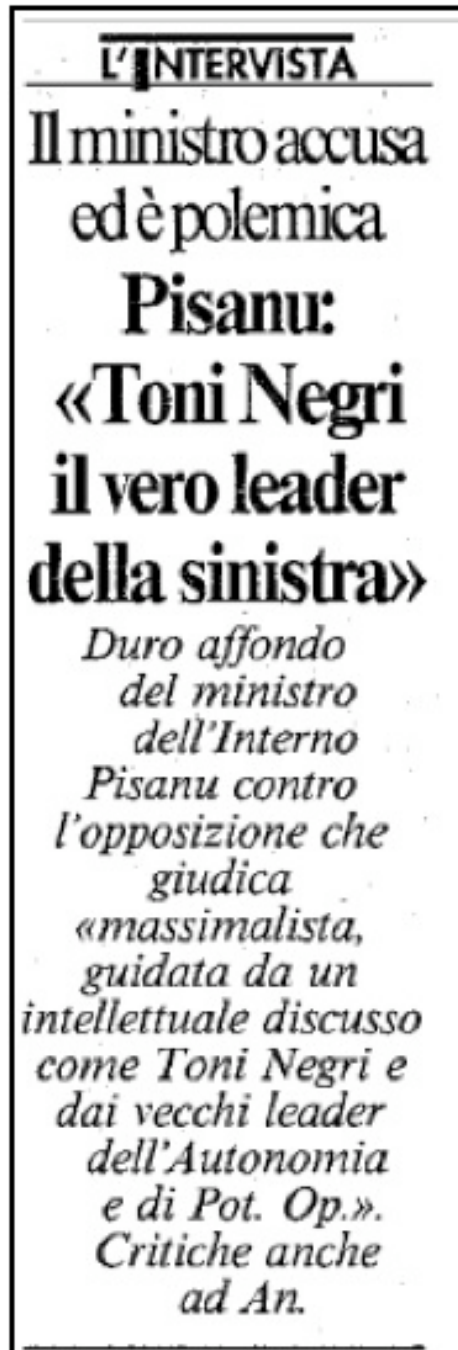 L'INTERVISTA
Il ministro accusa
ed è polemica
Pisanu:
«Toni Negri
il vero leader
della sinistra»
Duro affondo
del ministro
dell'Interno
Pisanu contro
l'opposizione che
giudica
«massimalista,
guidata da un
intellettuale discusso
come Toni Negri e
dai vecchi leader
dell'Autonomia
e di Pot. Op.».
Critiche anche
ad An.